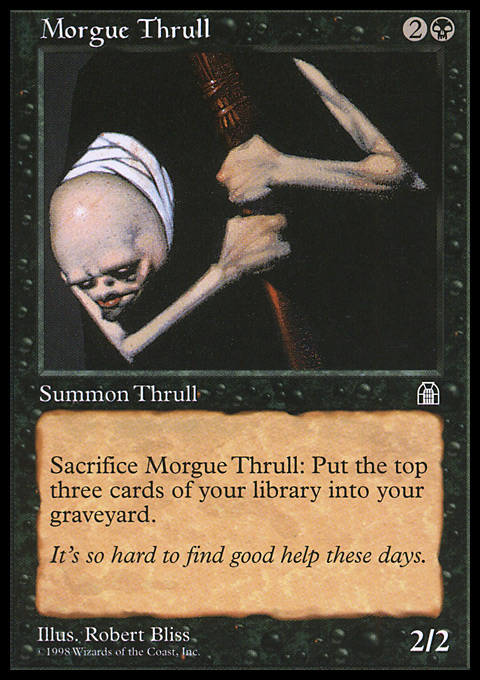 Morgue Thrull 2
Summon Thrull
Sacrifice Morgue Thrull: Put the top
three cards of your library into your
graveyard.
It's so hard to find good help these days.
Illus. Robert Bliss
©1998 Wizards of the Coast, Inc. 2/2